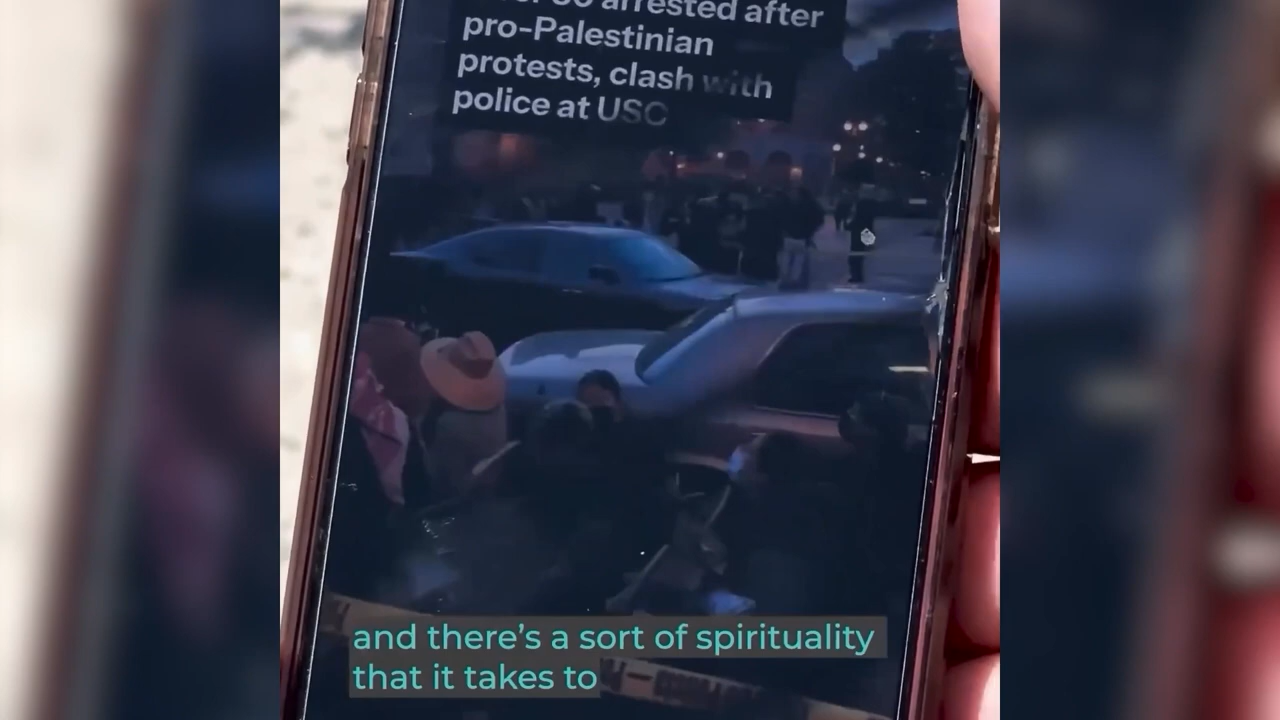 arrested after
pro-Palestinian
protests, clash with
police at USC
and there's a sort of spirituality
that it takes to